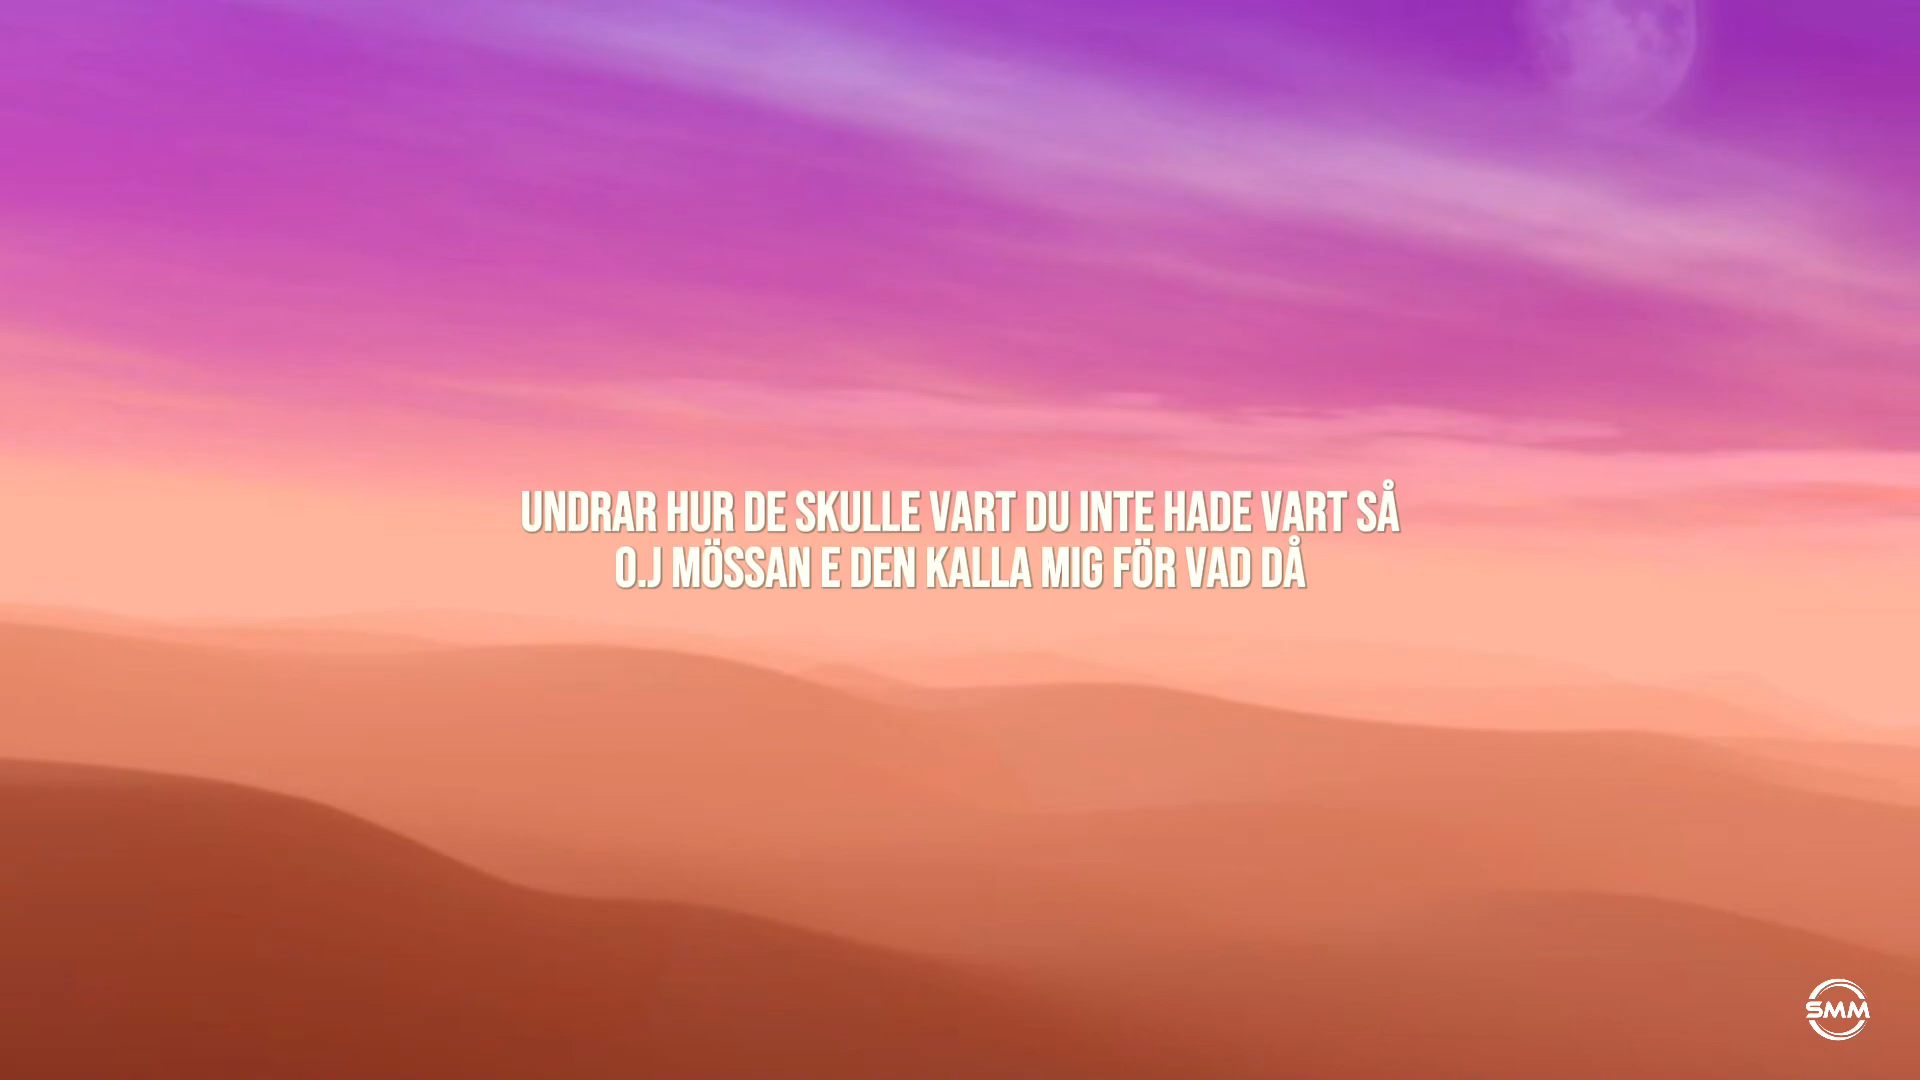 UNDRAR HUR DE SKULLE VART DU INTE HADE VART SÅ
O.J MÖSSAN E DEN KALLA MIG FÖR VAD DÅ
SMM